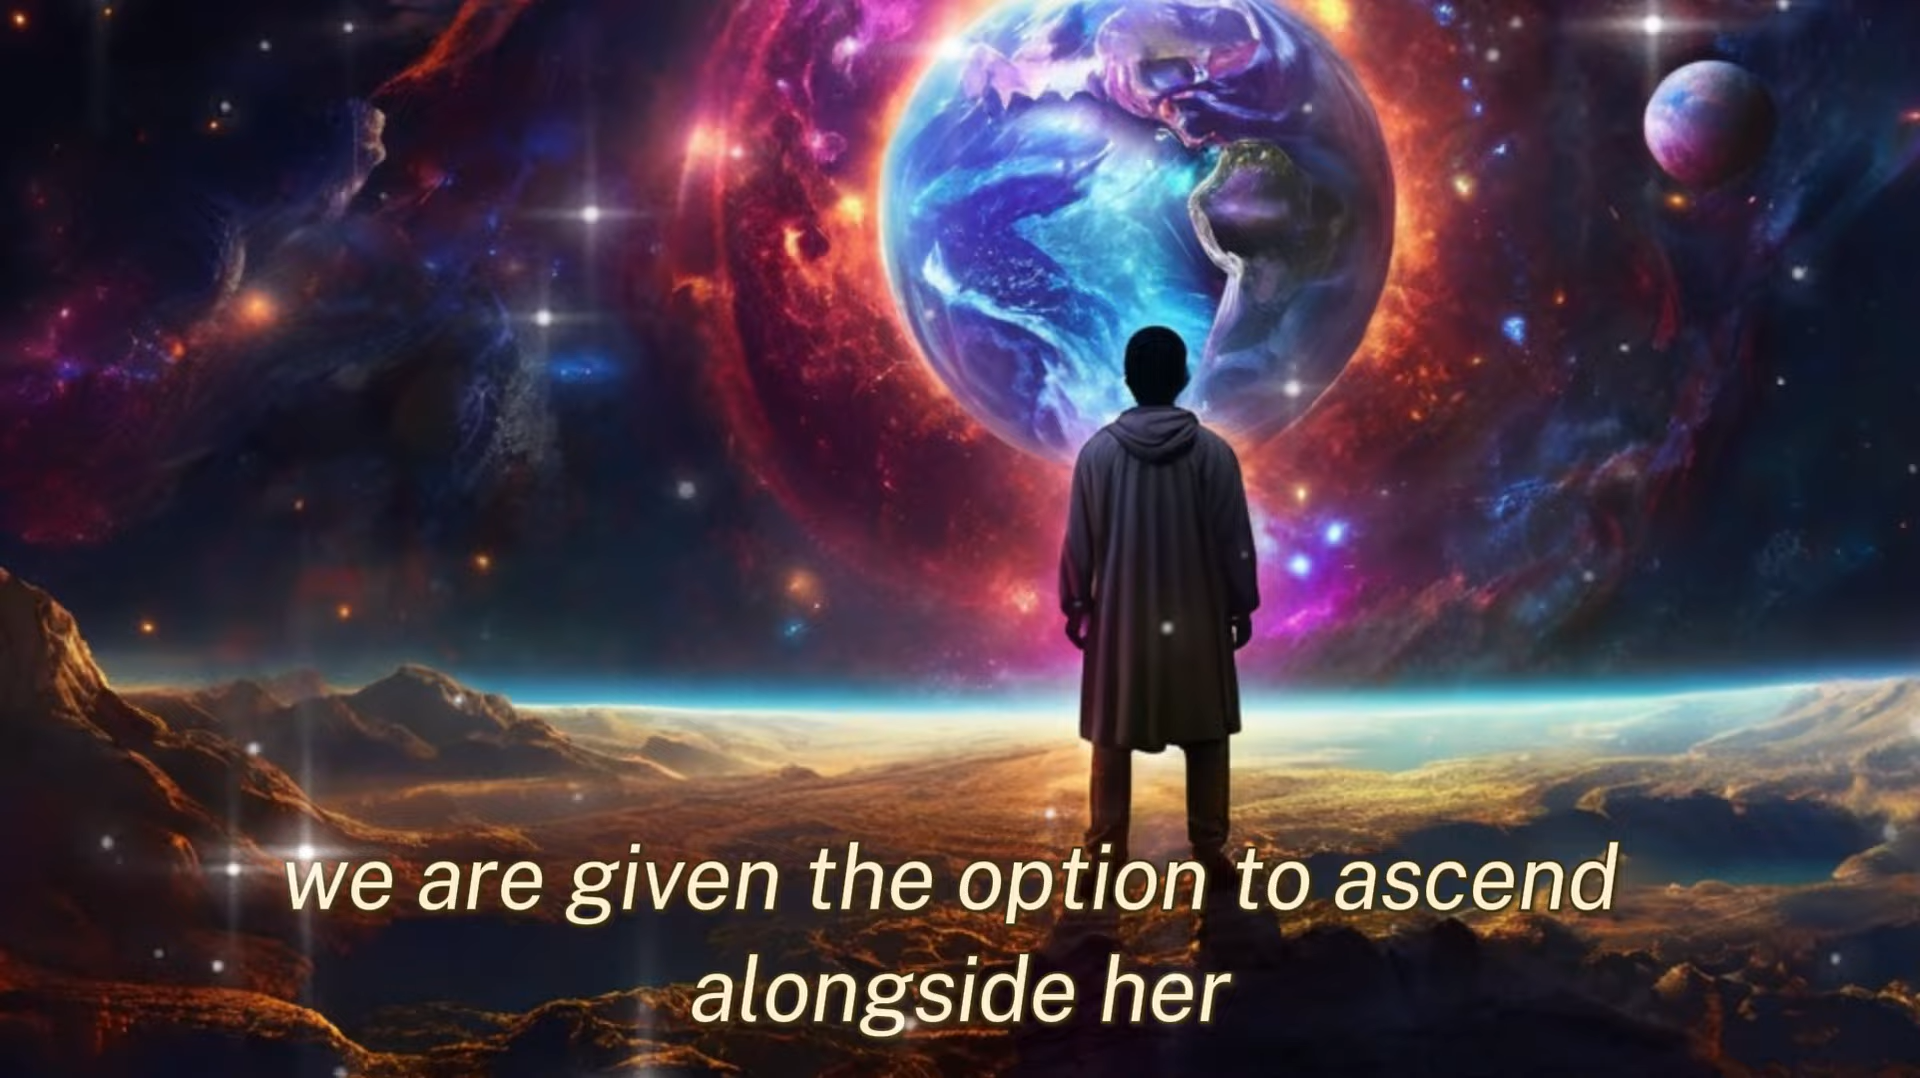 we are given the option to ascend
alongside her